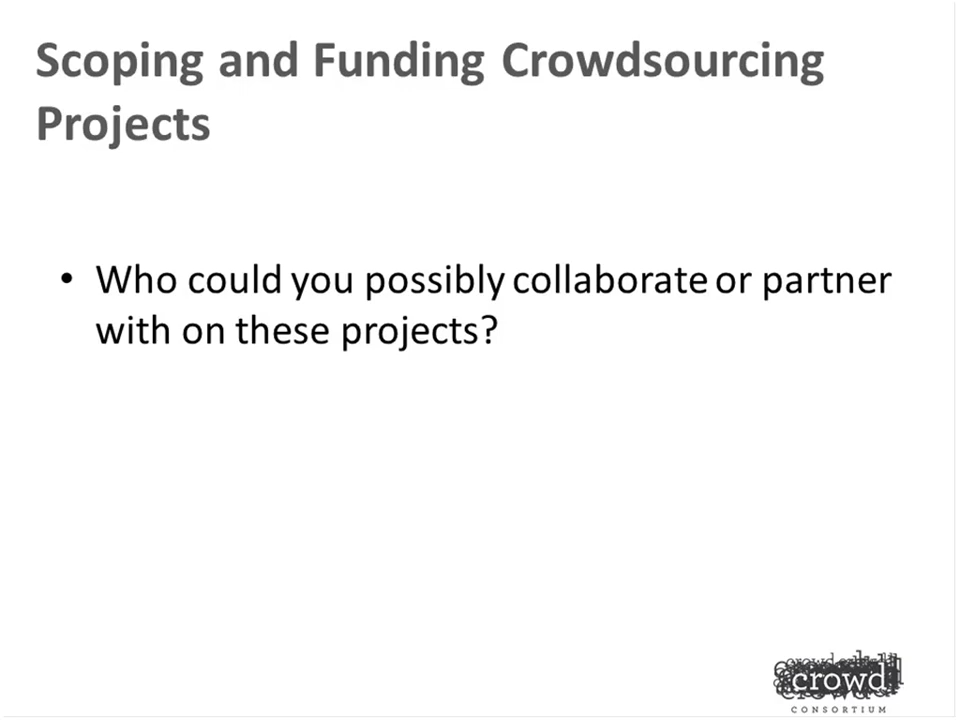 Scoping and Funding Crowdsourcing
Projects
• Who could you possibly collaborate or partner
with on these projects?
crowd
CONSORTIUM